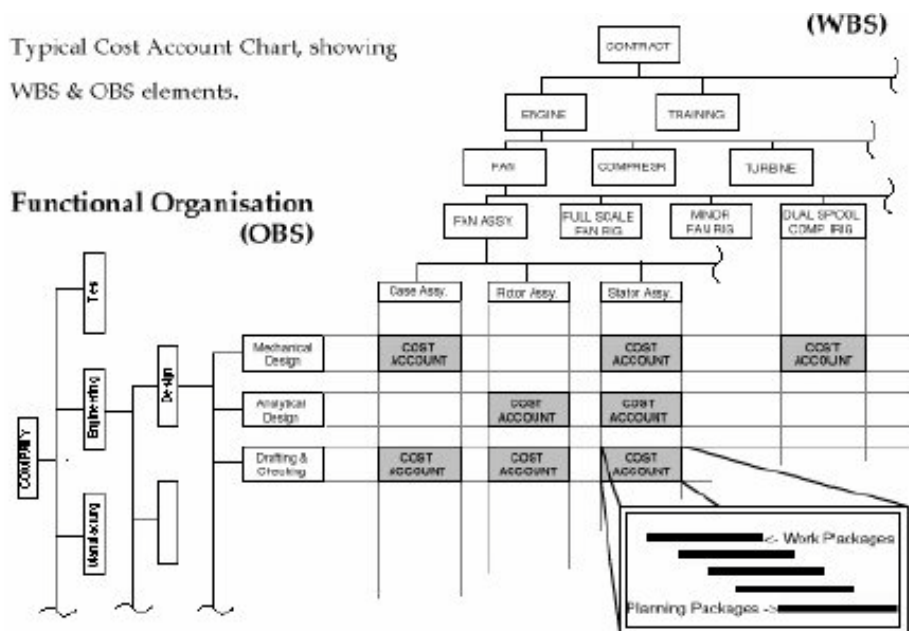 Typical Cost Account Chart, showing
WBS & OBS elements.
(WBS)
CONTRACT
ENGINE
TRAINING
FAN
COMPRESR
TURBINE
Functional Organisation
(OBS)
FAN ASSY.
FULL SCALE
FAN RIG
MINOR
FAN RIG
DUAL SPOOL
COMP. RIG
Case Assy.
Rotor Assy.
Stator Assy.
Tes
Engineering
Design
COMPANY
Manufacturing
Mechanical
Design
COST
ACCOUNT
COST
ACCOUNT
COST
ACCOUNT
Analytical
Design
COST
ACCOUNT
COST
ACCOUNT
Drafting &
Checking
COST
ACCOUNT
COST
ACCOUNT
COST
ACCOUNT
<- Work Packages
Planning Packages ->